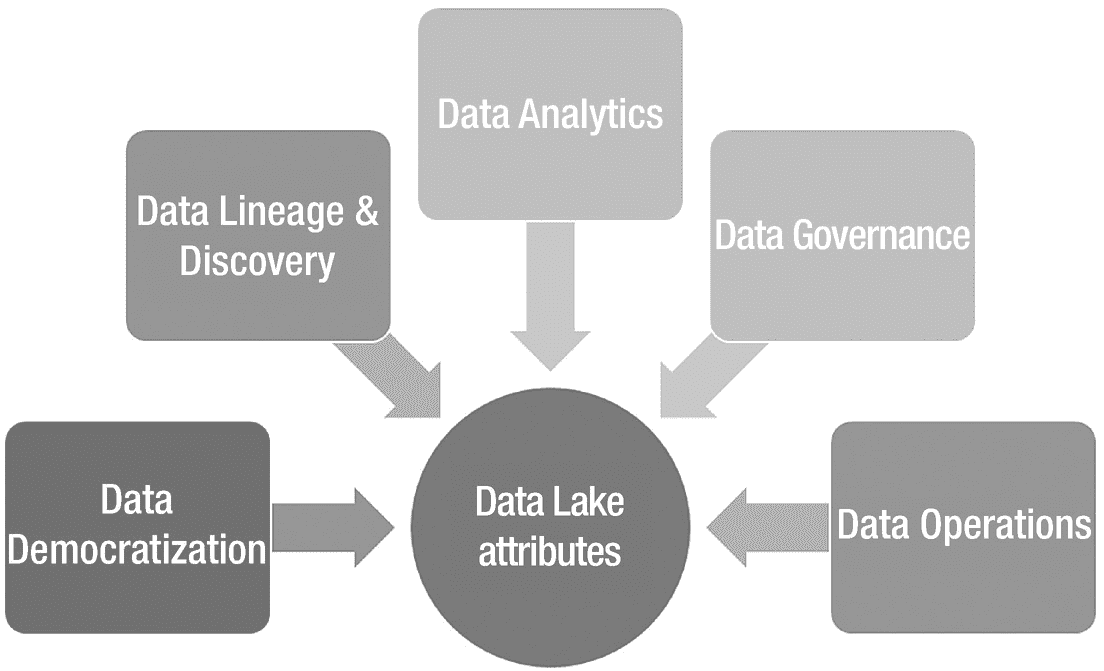 Data Analytics
Data Lineage &
Discovery
Data Governance
Data
Democratization
Data Lake
attributes
Data Operations